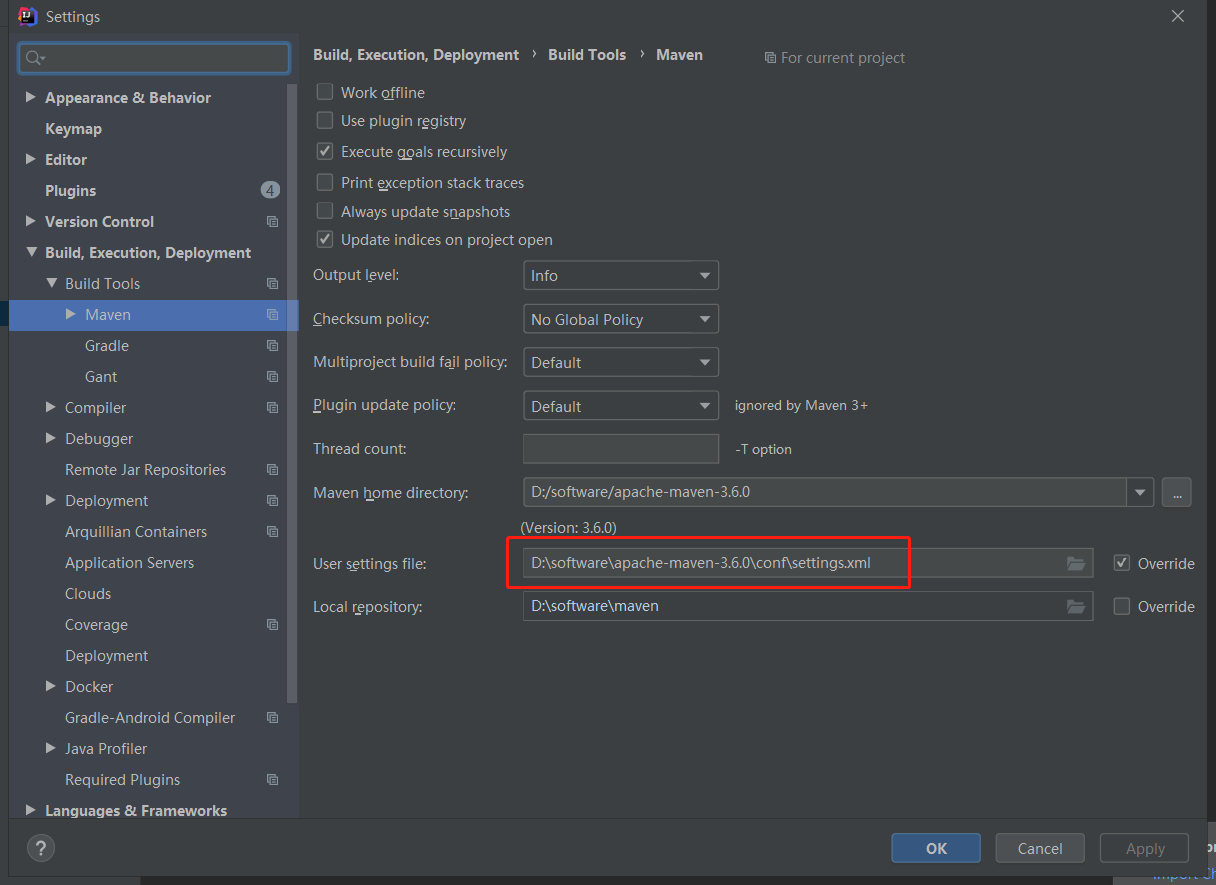 Settings
Build, Execution, Deployment › Build Tools › Maven For current project
Appearance & Behavior
Keymap
Editor
Plugins 4
Version Control
Build, Execution, Deployment
Build Tools
Maven
Gradle
Gant
Compiler
Debugger
Remote Jar Repositories
Deployment
Arquillian Containers
Application Servers
Clouds
Coverage
Deployment
Docker
Gradle-Android Compiler
Java Profiler
Required Plugins
Languages & Frameworks
Work offline
Use plugin registry
Execute goals recursively
Print exception stack traces
Always update snapshots
Update indices on project open
Output level: Info
Checksum policy: No Global Policy
Multiproject build fail policy: Default
Plugin update policy: Default ignored by Maven 3+
Thread count: -T option
Maven home directory: D:/software/apache-maven-3.6.0 ...
(Version: 3.6.0)
User settings file: D:\software\apache-maven-3.6.0\conf\settings.xml Override
Local repository: D:\software\maven Override
? OK Cancel Apply